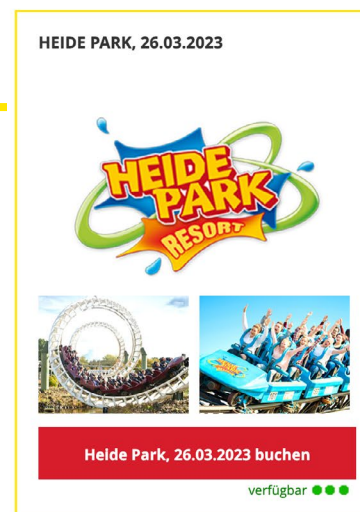 HEIDE PARK, 26.03.2023
HEIDE
PARK
RESORT
Heide Park, 26.03.2023 buchen
verfügbar